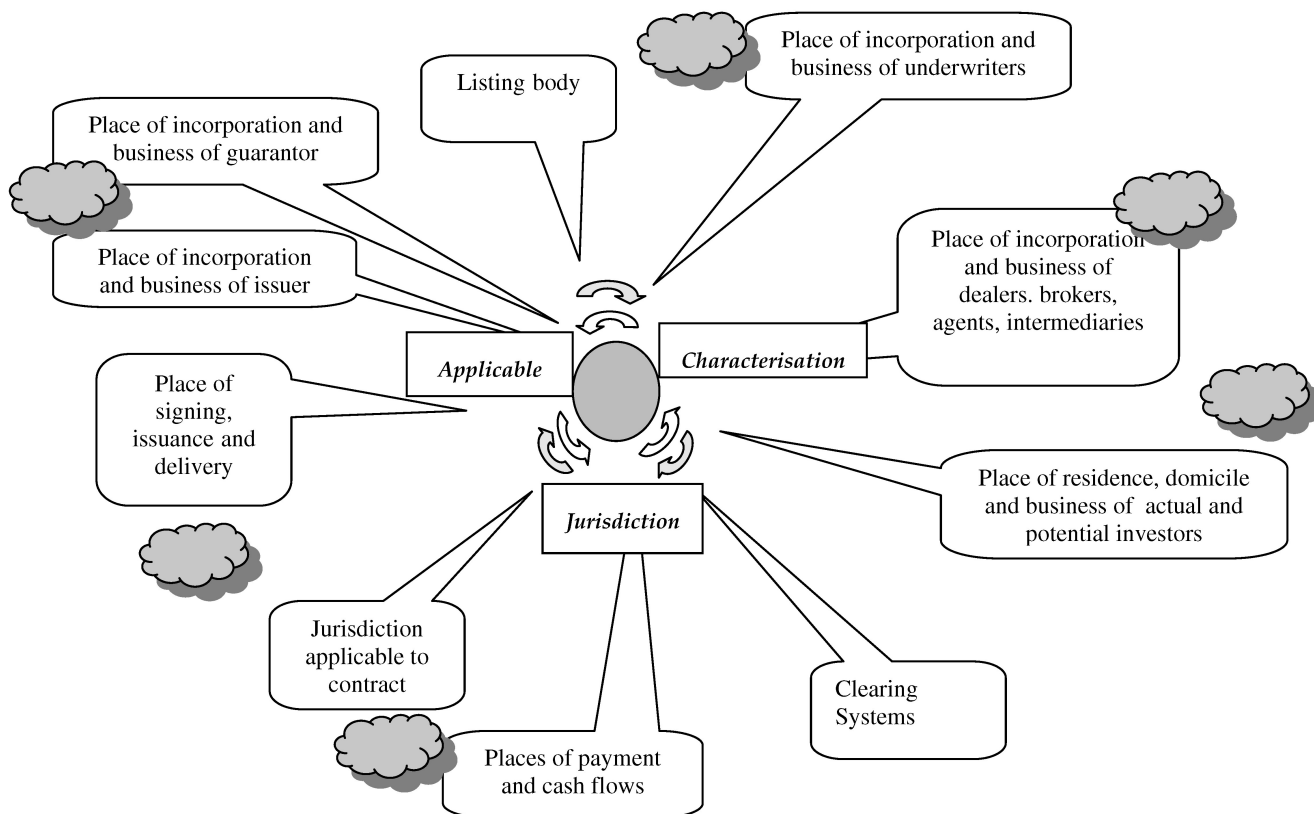 Place of incorporation and
business of underwriters
Listing body
Place of incorporation and
business of guarantor
Place of incorporation
and business of
dealers. brokers,
agents, intermediaries
Place of incorporation
and business of issuer
Applicable
Characterisation
Place of
signing,
issuance and
delivery
Place of residence, domicile
and business of actual and
potential investors
Jurisdiction
Jurisdiction
applicable to
contract
Clearing
Systems
Places of payment
and cash flows